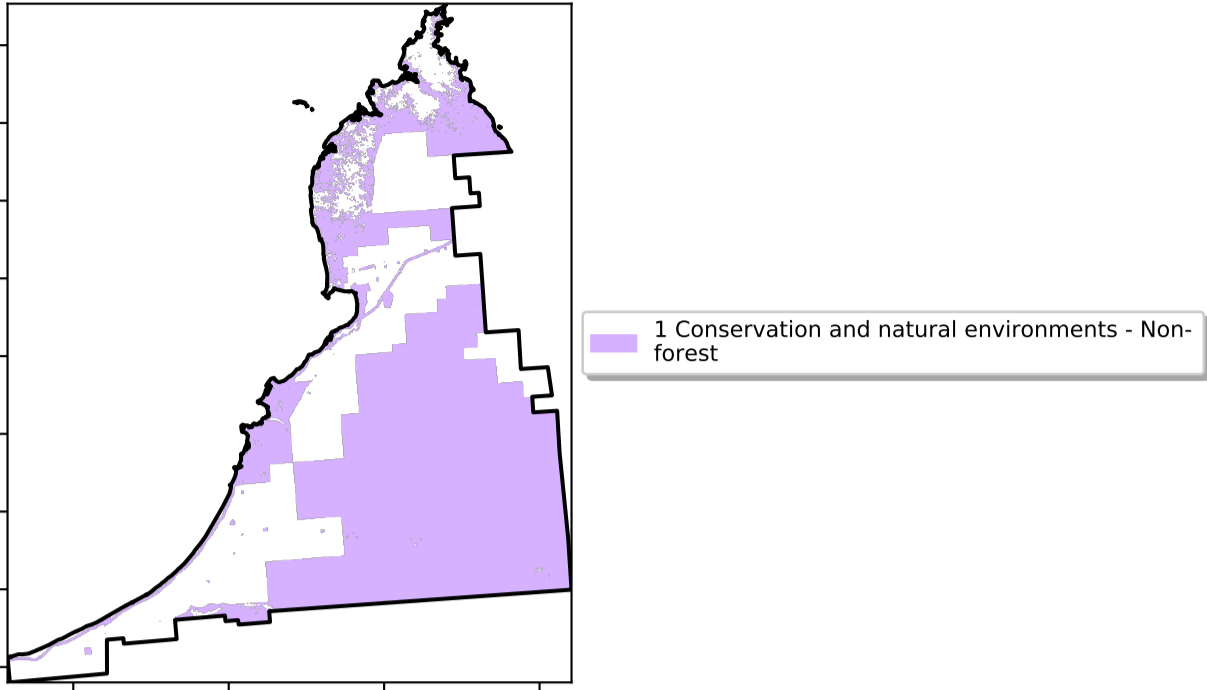 1 Conservation and natural environments - Non-
forest